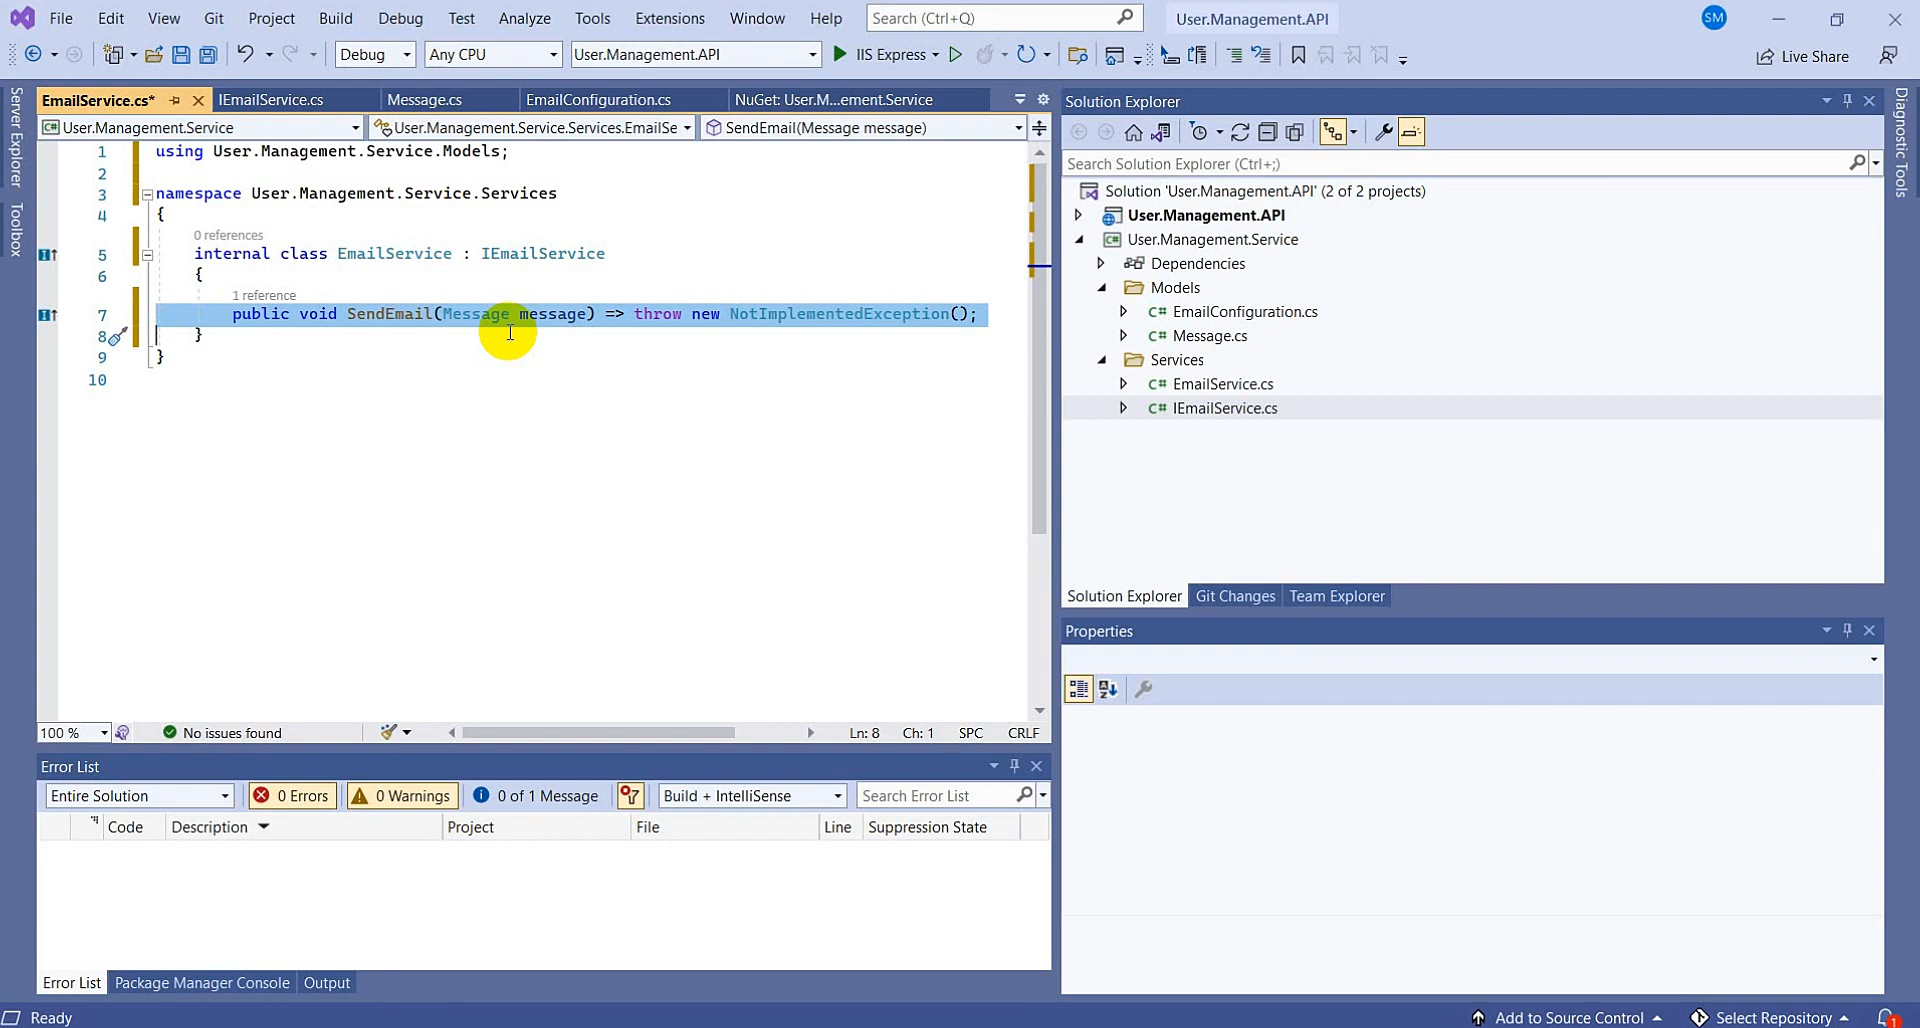 File Edit View Git Project Build Debug Test Analyze Tools Extensions Window Help Search (Ctrl+Q) User.Management.API SM
Debug Any CPU User.Management.API IIS Express Live Share
Server Explorer
Toolbox
EmailService.cs* IEmailService.cs Message.cs EmailConfiguration.cs NuGet: User.M...ement.Service
User.Management.Service User.Management.Service.Services.EmailSe SendEmail(Message message)
1 using User.Management.Service.Models;
2
3 namespace User.Management.Service.Services
4 {
0 references
5 internal class EmailService : IEmailService
6 {
1 reference
7 public void SendEmail(Message message) => throw new NotImplementedException();
8 }
9 }
10
100 % No issues found Ln: 8 Ch: 1 SPC CRLF
Error List
Entire Solution 0 Errors 0 Warnings 0 of 1 Message Build + IntelliSense Search Error List
Code Description Project File Line Suppression State
Error List Package Manager Console Output
Solution Explorer
Search Solution Explorer (Ctrl+;)
Solution 'User.Management.API' (2 of 2 projects)
User.Management.API
C# User.Management.Service
Dependencies
Models
C# EmailConfiguration.cs
C# Message.cs
Services
C# EmailService.cs
C# IEmailService.cs
Solution Explorer Git Changes Team Explorer
Properties
Diagnostic Tools
Ready Add to Source Control Select Repository 1